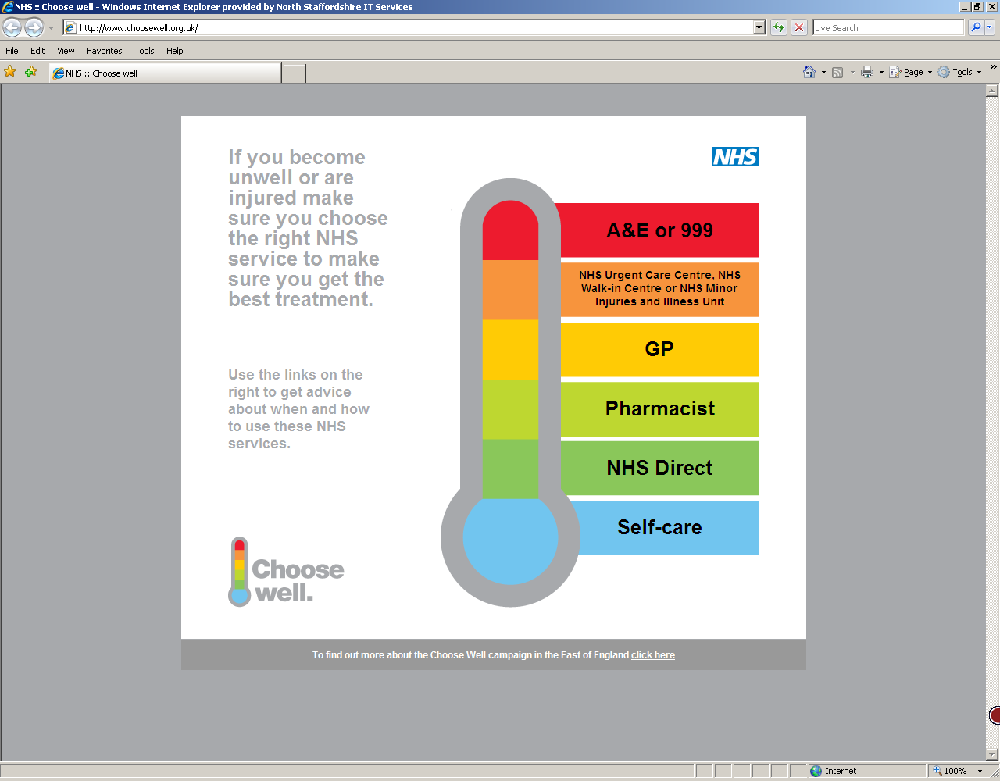 NHS :: Choose well - Windows Internet Explorer provided by North Staffordshire IT Services
http://www.choosewell.org.uk/
Live Search
File Edit View Favorites Tools Help
NHS :: Choose well
Page Tools »
If you become
unwell or are
injured make
sure you choose
the right NHS
service to make
sure you get the
best treatment.
Use the links on the
right to get advice
about when and how
to use these NHS
services.
Choose
well.
NHS
A&E or 999
NHS Urgent Care Centre, NHS
Walk-in Centre or NHS Minor
Injuries and Illness Unit
GP
Pharmacist
NHS Direct
Self-care
To find out more about the Choose Well campaign in the East of England click here
Internet
100%